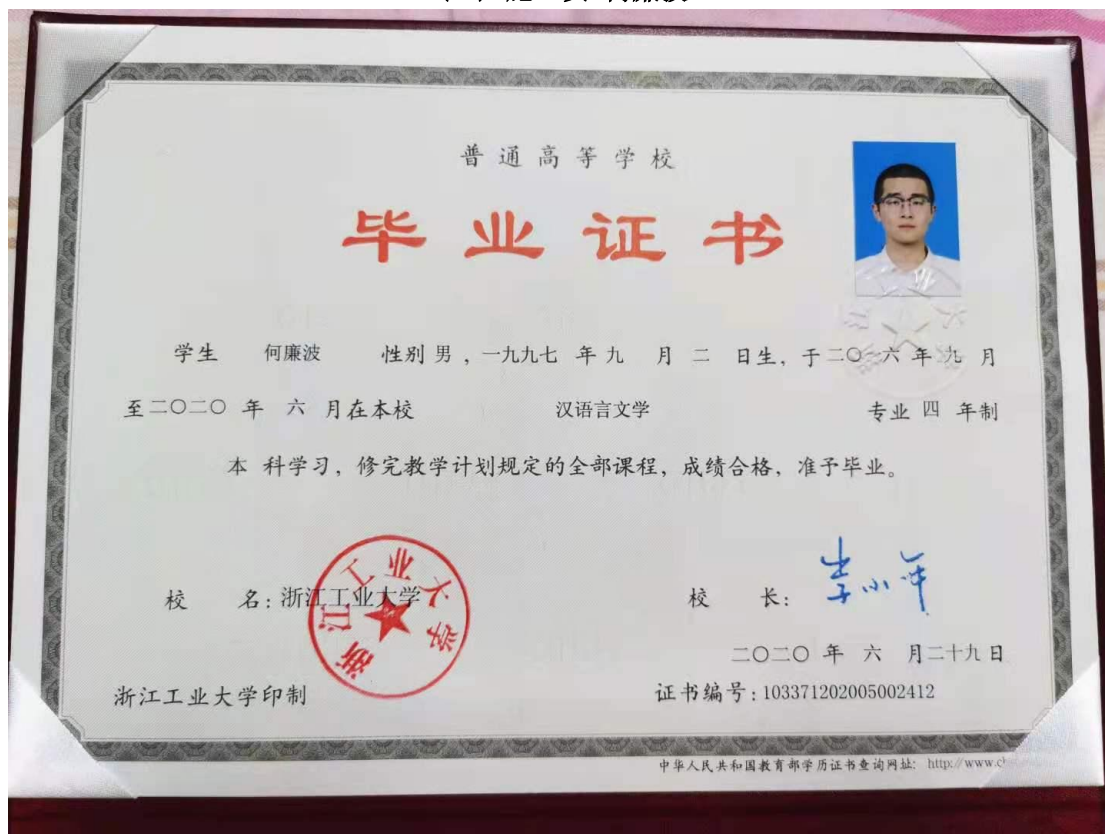 普通高等学校
毕业证书
学生 何廉波 性别 男，一九九七 年 九 月 二 日生，于二〇一六 年 九 月
至二〇二〇 年 六 月在本校 汉语言文学 专业 四 年制
本 科学习，修完教学计划规定的全部课程，成绩合格，准予毕业。
校 名：浙江工业大学
浙江工业大学
校 长：
二〇二〇 年 六 月二十九日
浙江工业大学印制
证书编号：103371202005002412
中华人民共和国教育部学历证书查询网址： http://www.ch